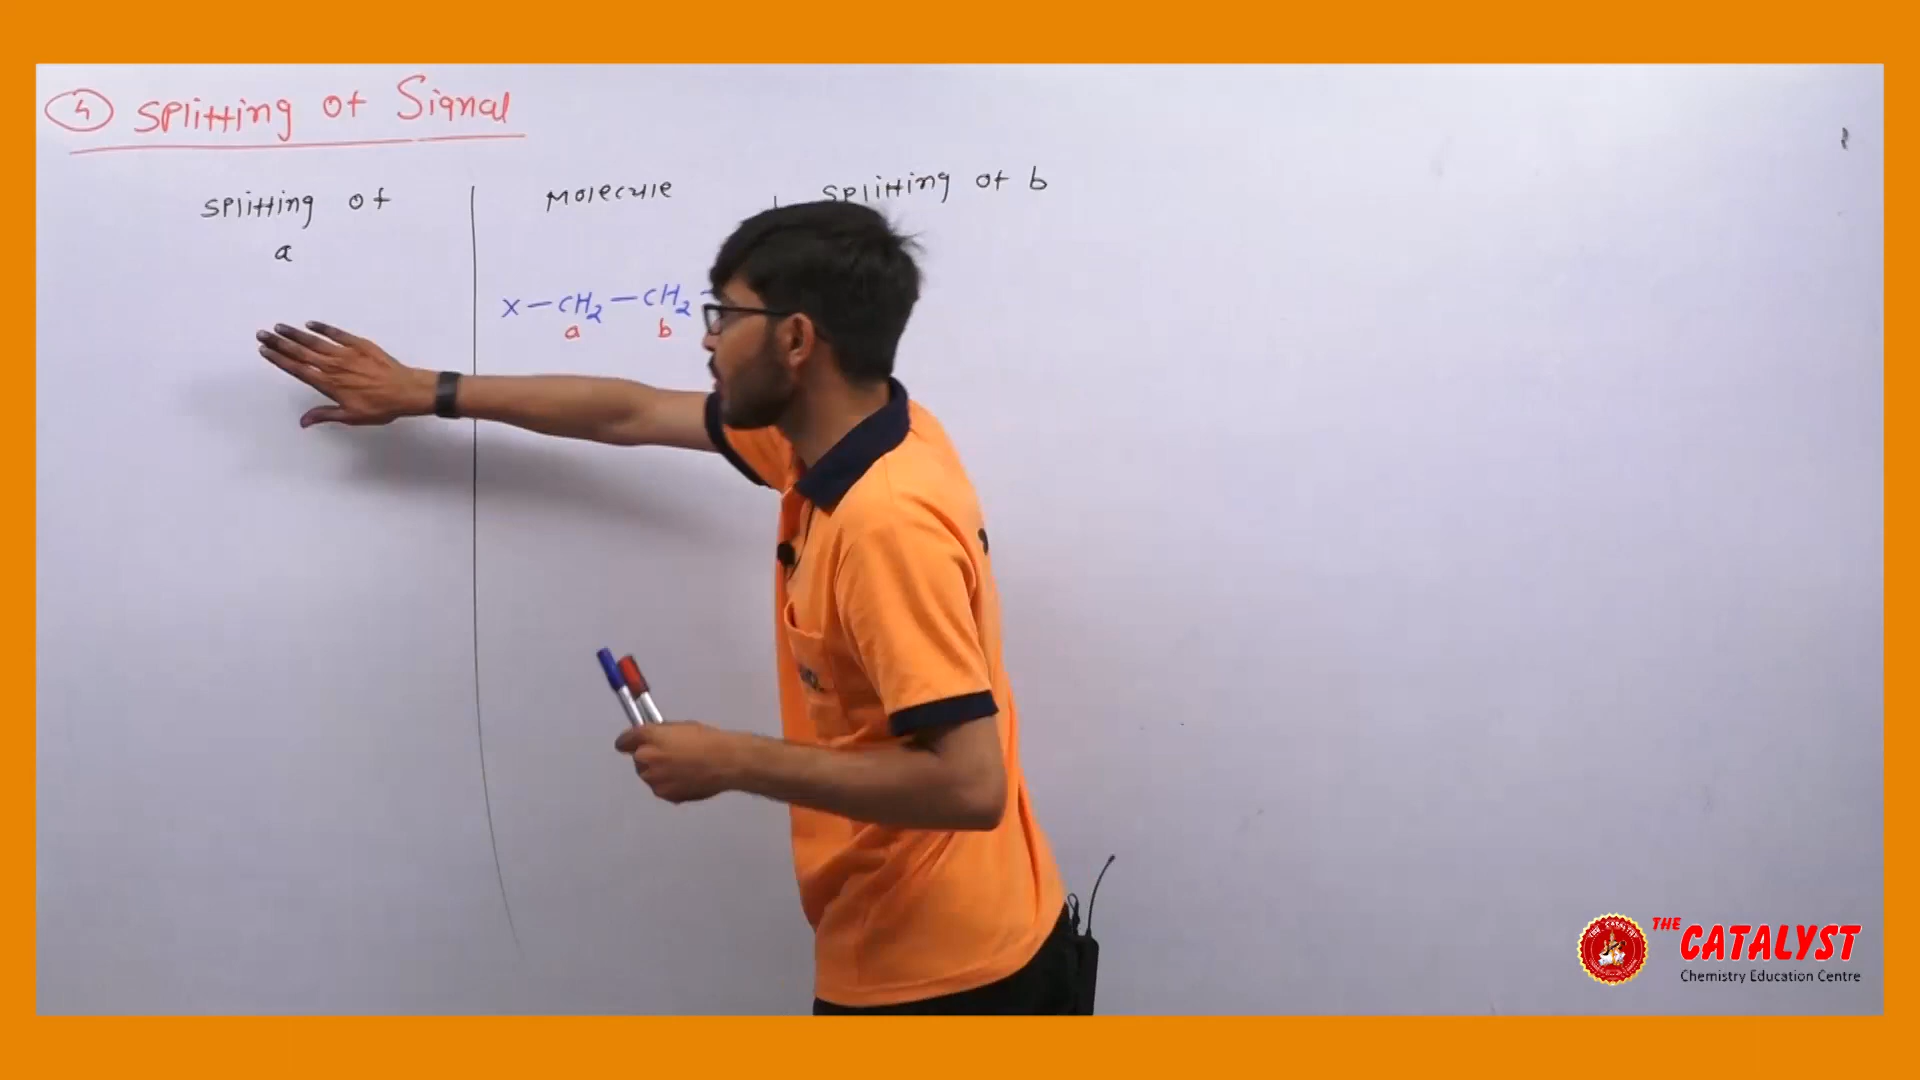 4 Splitting of Signal
Splitting of a
Molecule
Splitting of b
X-CH2-CH2-
a b
THE CATALYST
Chemistry Education Centre